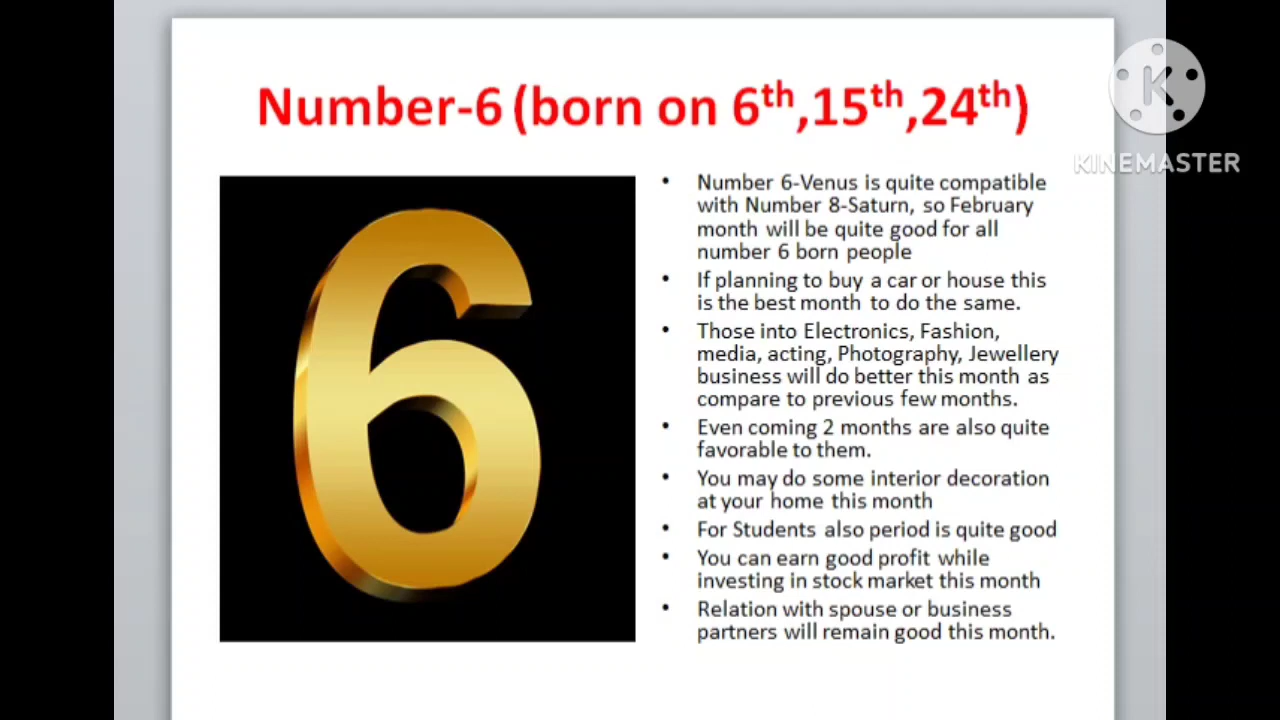 Number-6 (born on 6th,15th,24th)
KINEMASTER
6
• Number 6-Venus is quite compatible
with Number 8-Saturn, so February
month will be quite good for all
number 6 born people
• If planning to buy a car or house this
is the best month to do the same.
• Those into Electronics, Fashion,
media, acting, Photography, Jewellery
business will do better this month as
compare to previous few months.
• Even coming 2 months are also quite
favorable to them.
• You may do some interior decoration
at your home this month
• For Students also period is quite good
• You can earn good profit while
investing in stock market this month
• Relation with spouse or business
partners will remain good this month.